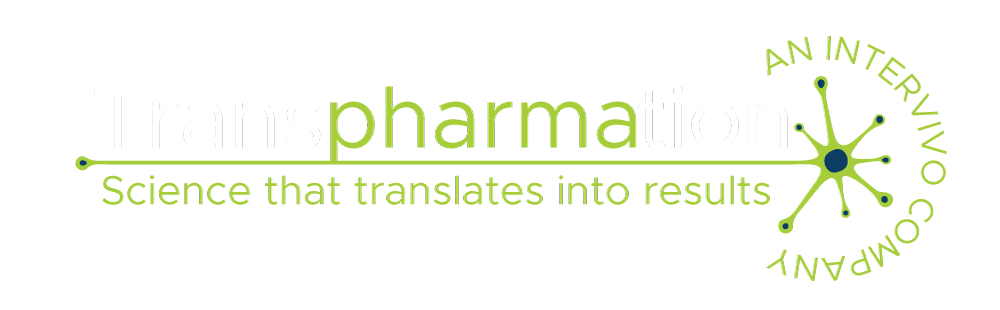 Transpharmation
Science that translates into results
AN INTERVIVO COMPANY